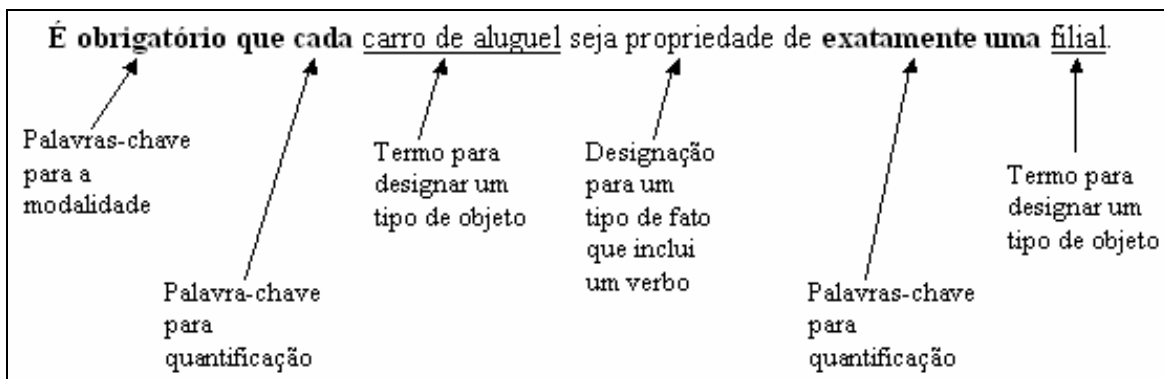 É obrigatório que cada carro de aluguel seja propriedade de exatamente uma filial.
Palavras-chave
para a
modalidade
Palavra-chave
para
quantificação
Termo para
designar um
tipo de objeto
Designação
para um
tipo de fato
que inclui
um verbo
Palavras-chave
para
quantificação
Termo para
designar um
tipo de objeto